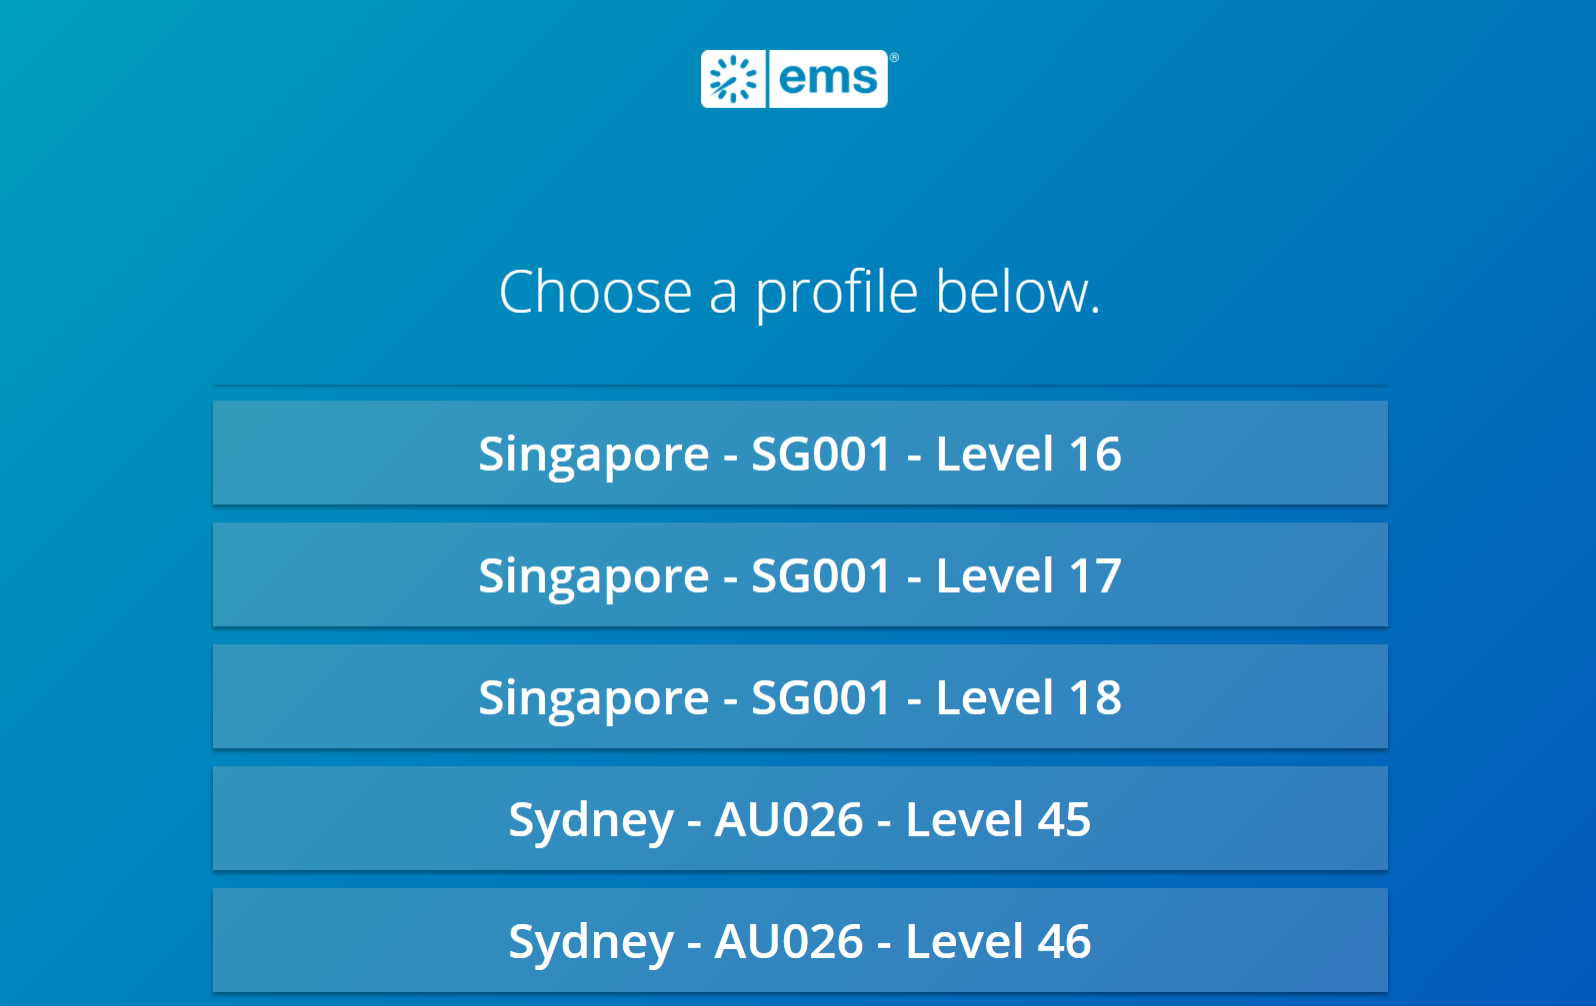 ems®
Choose a profile below.
Singapore - SG001 - Level 16
Singapore - SG001 - Level 17
Singapore - SG001 - Level 18
Sydney - AU026 - Level 45
Sydney - AU026 - Level 46